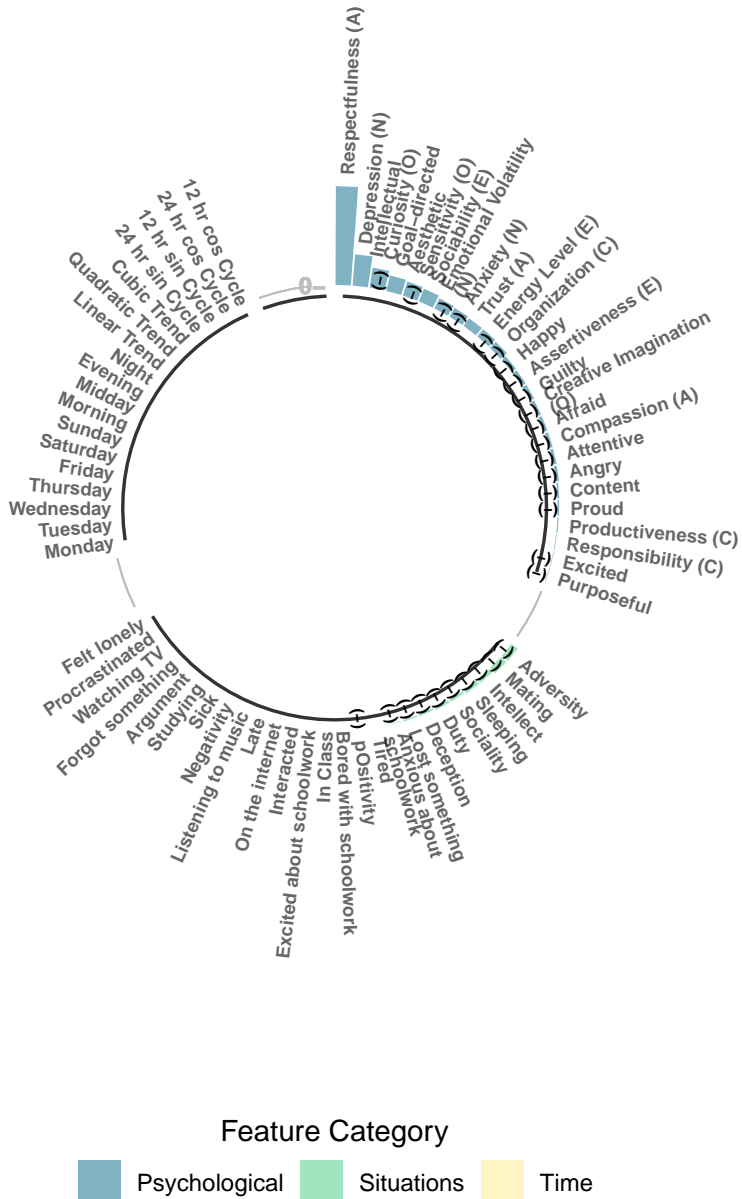 Respectfulness (A)
Depression (N)
Intellectual
Curiosity (O)
Goal–directed
Aesthetic
Sensitivity (O)
Sociability (E)
Emotional Volatility
(N)
Anxiety (N)
Trust (A)
Energy Level (E)
Organization (C)
Happy
Assertiveness (E)
Guilty
Creative Imagination
(O)
Afraid
Compassion (A)
Attentive
Angry
Content
Proud
Productiveness (C)
Responsibility (C)
Excited
Purposeful
Adversity
Mating
Intellect
Sleeping
Sociality
Duty
Deception
Lost something
Anxious about
schoolwork
Tired
pOsitivity
Bored with schoolwork
In Class
Excited about schoolwork
Interacted
On the internet
Late
Listening to music
Negativity
Sick
Studying
Argument
Forgot something
Watching TV
Procrastinated
Felt lonely
Monday
Tuesday
Wednesday
Thursday
Friday
Saturday
Sunday
Morning
Midday
Evening
Night
Linear Trend
Quadratic Trend
Cubic Trend
24 hr sin Cycle
12 hr sin Cycle
24 hr cos Cycle
12 hr cos Cycle
0
Feature Category
Psychological
Situations
Time